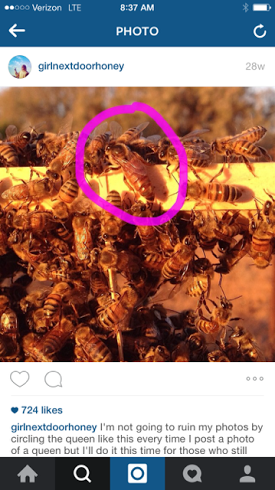 Verizon LTE 8:37 AM
PHOTO
girlnextdoorhoney 28w
724 likes
girlnextdoorhoney I'm not going to ruin my photos by
circling the queen like this every time I post a photo
of a queen but I'll do it this time for those who still